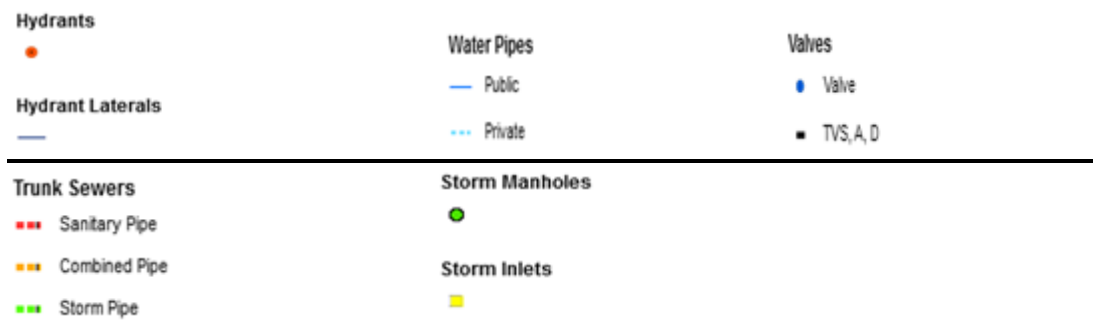 Hydrants
Hydrant Laterals
Water Pipes
Public
Private
Valves
Valve
TVS, A, D
Trunk Sewers
Sanitary Pipe
Combined Pipe
Storm Pipe
Storm Manholes
Storm Inlets